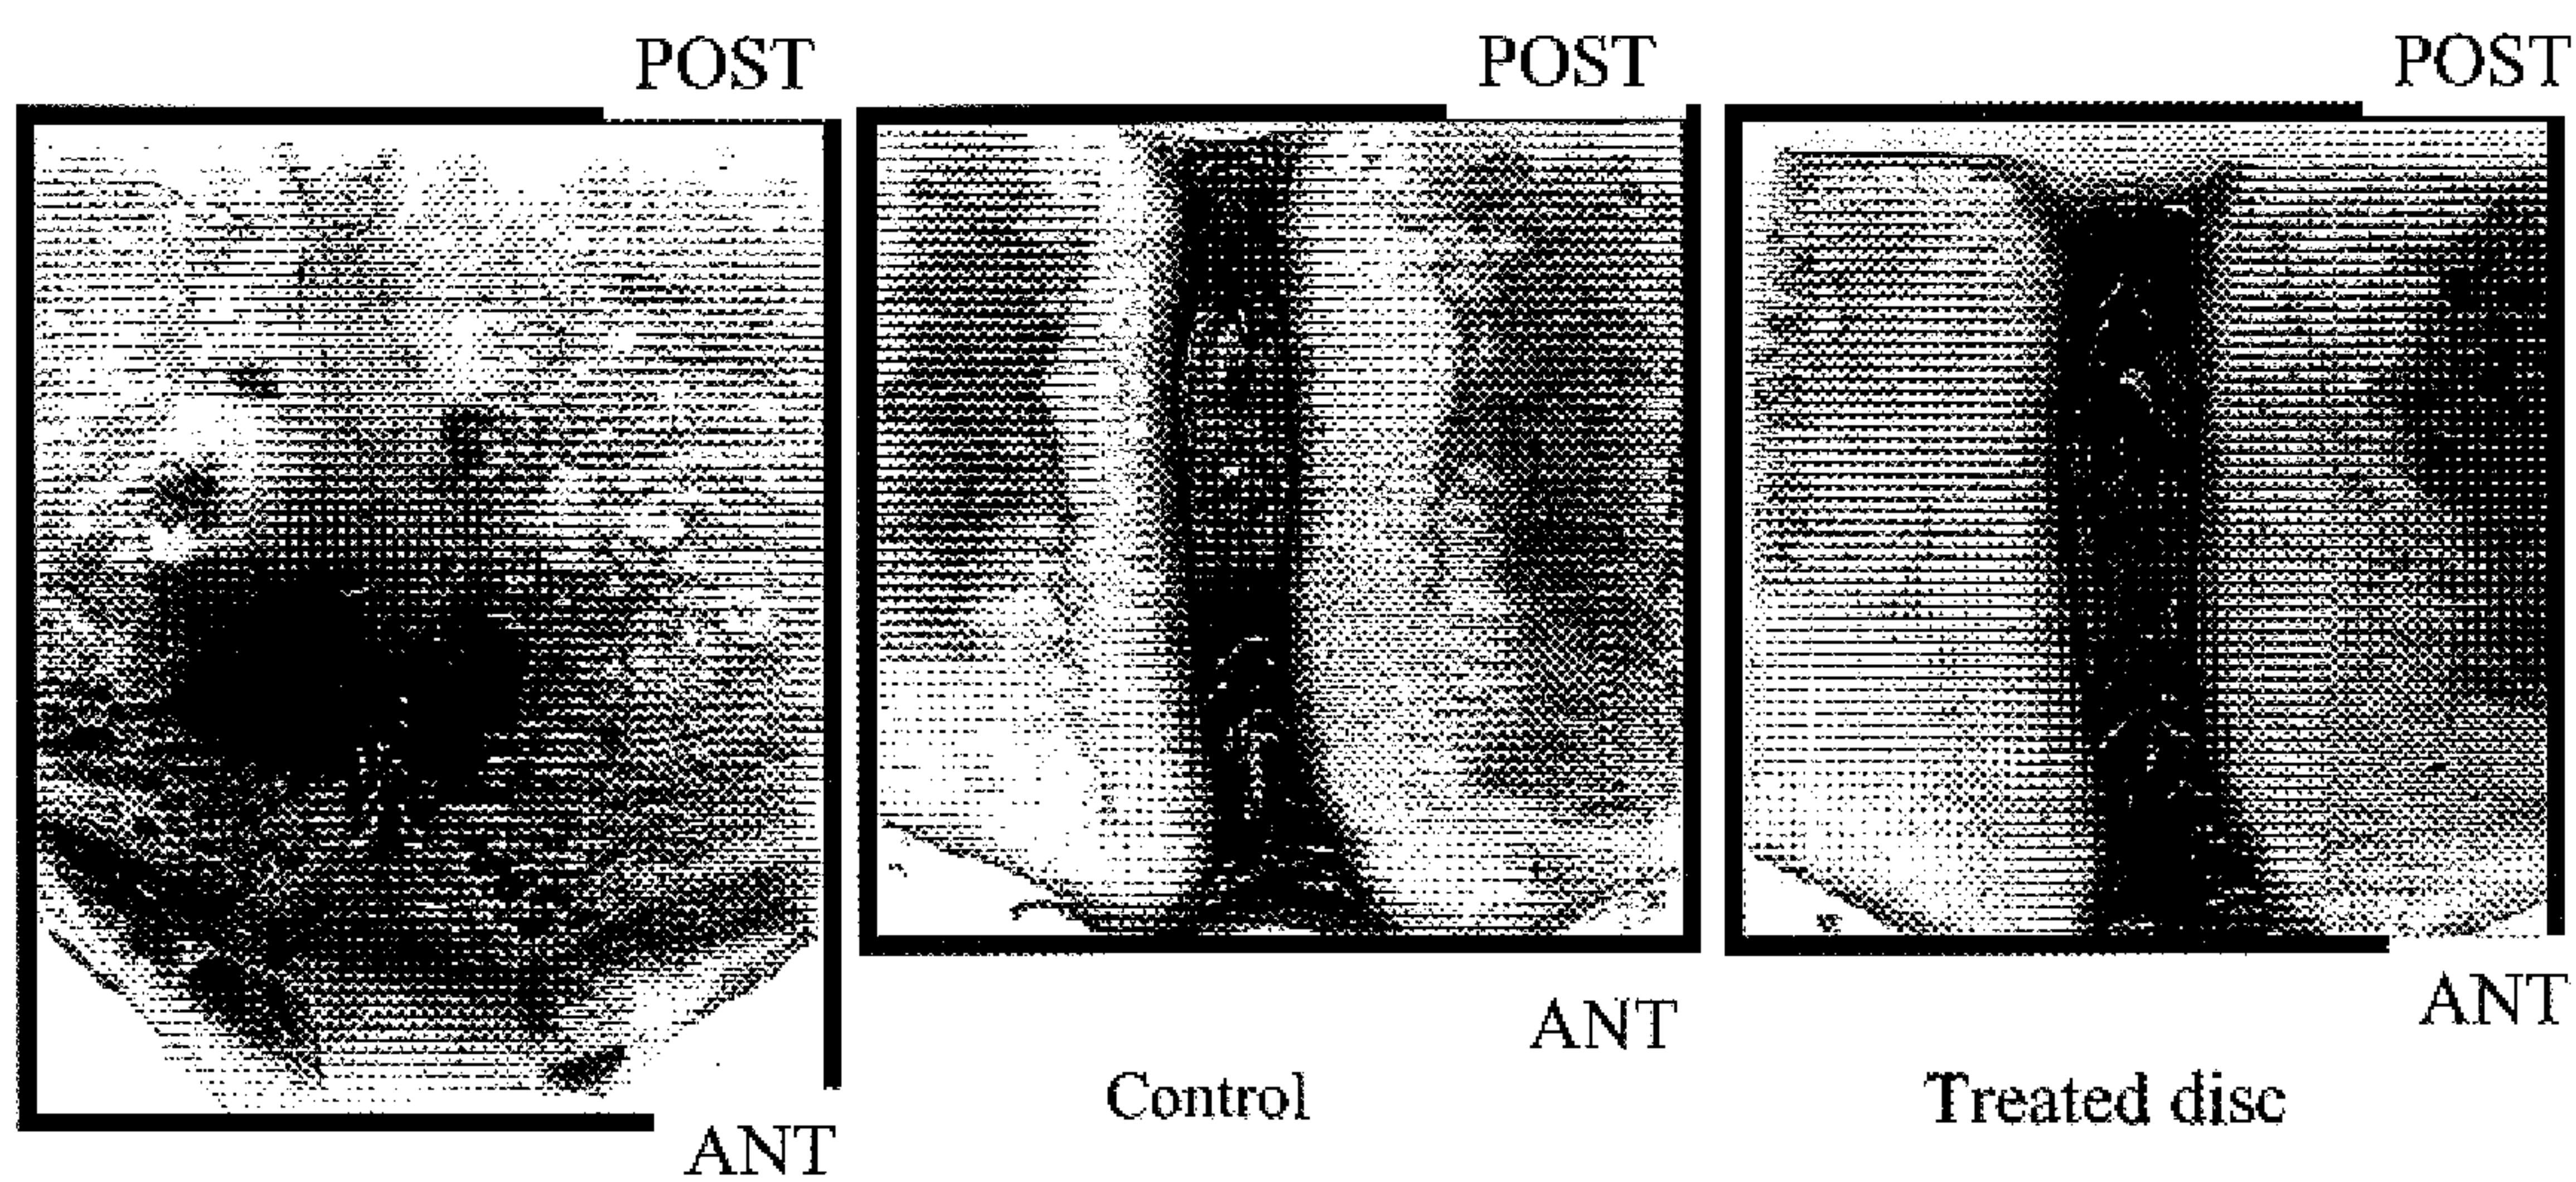 POST
POST
POST
ANT
ANT
ANT
Control
Treated disc